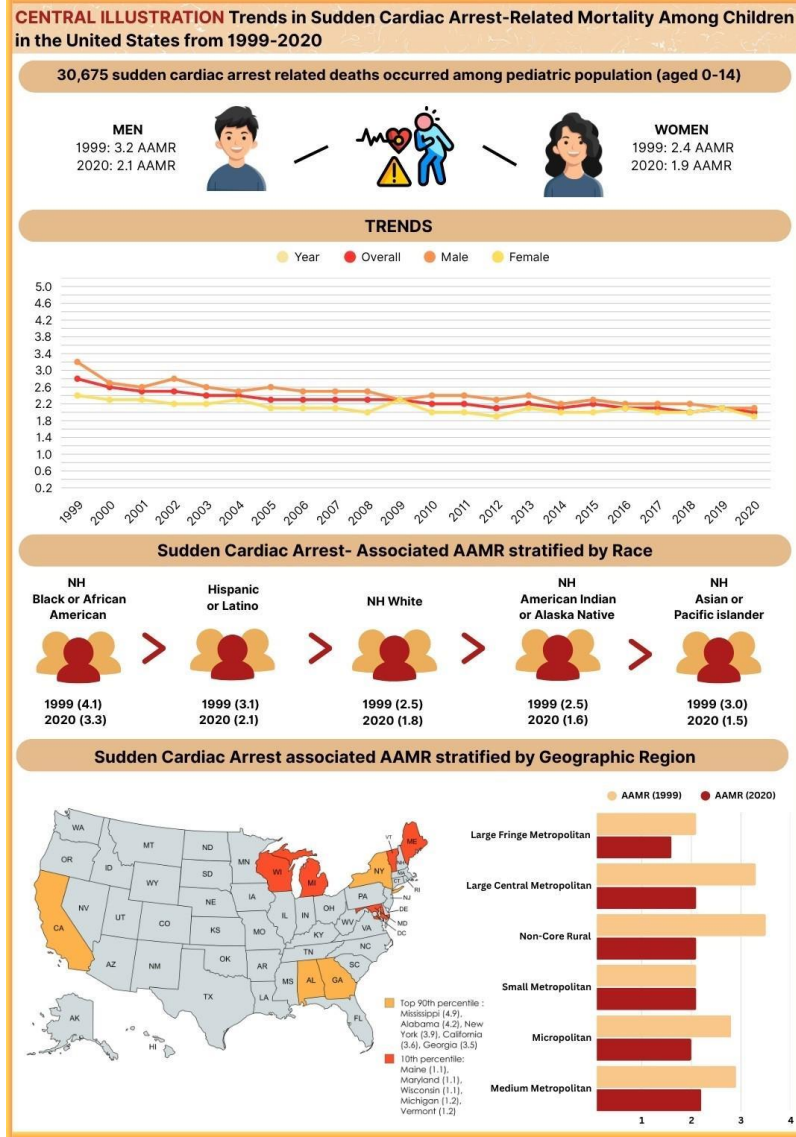 CENTRAL ILLUSTRATION Trends in Sudden Cardiac Arrest-Related Mortality Among Children
in the United States from 1999-2020
30,675 sudden cardiac arrest related deaths occurred among pediatric population (aged 0-14)
MEN
1999: 3.2 AAMR
2020: 2.1 AAMR
WOMEN
1999: 2.4 AAMR
2020: 1.9 AAMR
TRENDS
Year Overall Male Female
5.0
4.6
4.2
3.8
3.4
3.0
2.6
2.2
1.8
1.4
1.0
0.6
0.2
1999 2000 2001 2002 2003 2004 2005 2006 2007 2008 2009 2010 2011 2012 2013 2014 2015 2016 2017 2018 2019 2020
Sudden Cardiac Arrest- Associated AAMR stratified by Race
NH
Black or African
American
1999 (4.1)
2020 (3.3)
>
Hispanic
or Latino
1999 (3.1)
2020 (2.1)
>
NH White
1999 (2.5)
2020 (1.8)
>
NH
American Indian
or Alaska Native
1999 (2.5)
2020 (1.6)
>
NH
Asian or
Pacific islander
1999 (3.0)
2020 (1.5)
Sudden Cardiac Arrest associated AAMR stratified by Geographic Region
WA
OR
CA
ID
NV
MT
WY
UT
AZ
CO
NM
ND
SD
NE
KS
OK
TX
MN
IA
MO
AR
LA
WI
MI
IL
IN
OH
KY
TN
MS
AL
GA
FL
SC
NC
VA
WV
PA
NY
VT
NH
ME
MA
CT
RI
NJ
DE
MD
DC
AK
HI
Top 90th percentile :
Mississippi (4.9),
Alabama (4.2), New
York (3.9), California
(3.6), Georgia (3.5)
10th percentile:
Maine (1.1),
Maryland (1.1),
Wisconsin (1.1),
Michigan (1.2),
Vermont (1.2)
AAMR (1999) AAMR (2020)
Large Fringe Metropolitan
Large Central Metropolitan
Non-Core Rural
Small Metropolitan
Micropolitan
Medium Metropolitan
1 2 3 4